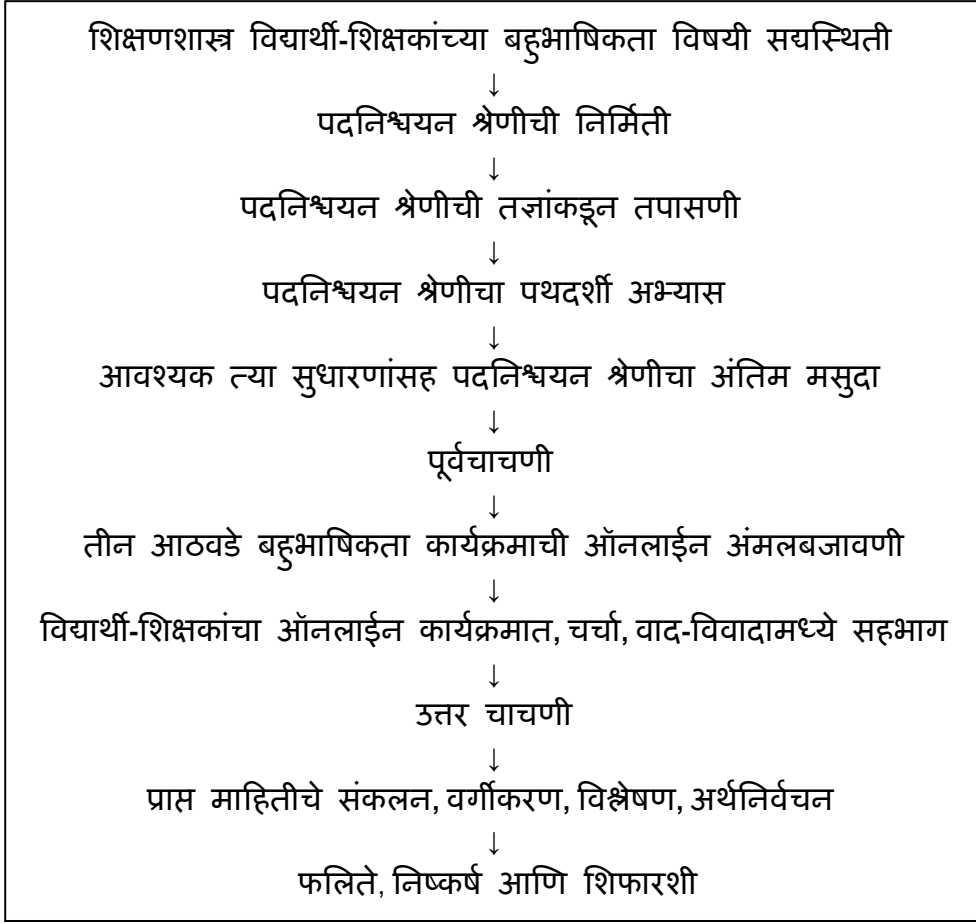 शिक्षणशास्त्र विद्यार्थी-शिक्षकांच्या बहुभाषिकता विषयी सद्यस्थिती
↓
पदनिश्चयन श्रेणीची निर्मिती
↓
पदनिश्चयन श्रेणीची तज्ञांकडून तपासणी
↓
पदनिश्चयन श्रेणीचा पथदर्शी अभ्यास
↓
आवश्यक त्या सुधारणांसह पदनिश्चयन श्रेणीचा अंतिम मसुदा
↓
पूर्वचाचणी
↓
तीन आठवडे बहुभाषिकता कार्यक्रमाची ऑनलाईन अंमलबजावणी
↓
विद्यार्थी-शिक्षकांचा ऑनलाईन कार्यक्रमात, चर्चा, वाद-विवादामध्ये सहभाग
↓
उत्तर चाचणी
↓
प्राप्त माहितीचे संकलन, वर्गीकरण, विश्लेषण, अर्थनिर्वचन
↓
फलिते, निष्कर्ष आणि शिफारशी